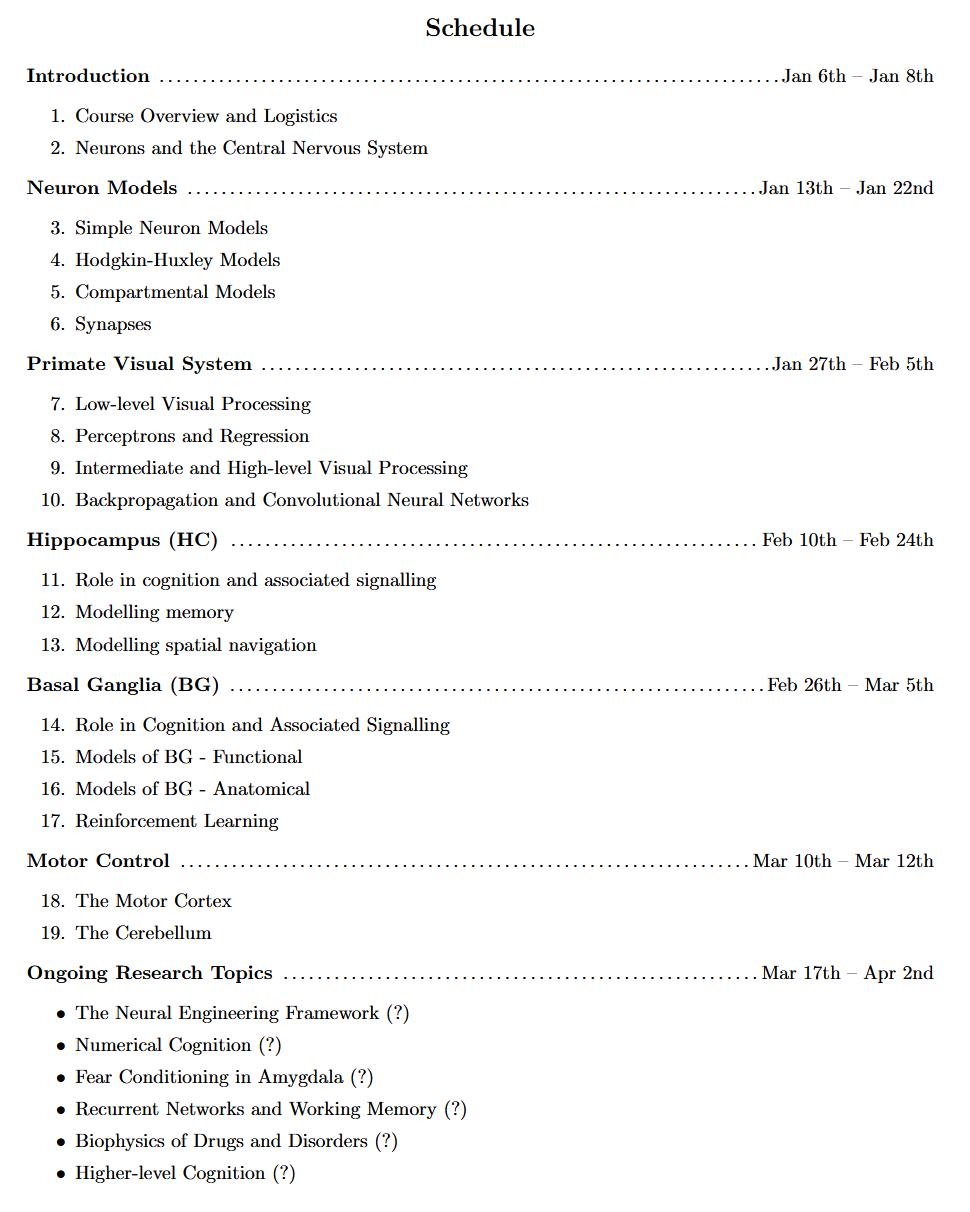 Schedule
Introduction ........................................................................ Jan 6th – Jan 8th
1. Course Overview and Logistics
2. Neurons and the Central Nervous System
Neuron Models .................................................................. Jan 13th – Jan 22nd
3. Simple Neuron Models
4. Hodgkin-Huxley Models
5. Compartmental Models
6. Synapses
Primate Visual System ........................................................... Jan 27th – Feb 5th
7. Low-level Visual Processing
8. Perceptrons and Regression
9. Intermediate and High-level Visual Processing
10. Backpropagation and Convolutional Neural Networks
Hippocampus (HC) ............................................................. Feb 10th – Feb 24th
11. Role in cognition and associated signalling
12. Modelling memory
13. Modelling spatial navigation
Basal Ganglia (BG) .............................................................. Feb 26th – Mar 5th
14. Role in Cognition and Associated Signalling
15. Models of BG - Functional
16. Models of BG - Anatomical
17. Reinforcement Learning
Motor Control .................................................................. Mar 10th – Mar 12th
18. The Motor Cortex
19. The Cerebellum
Ongoing Research Topics ....................................................... Mar 17th – Apr 2nd
• The Neural Engineering Framework (?)
• Numerical Cognition (?)
• Fear Conditioning in Amygdala (?)
• Recurrent Networks and Working Memory (?)
• Biophysics of Drugs and Disorders (?)
• Higher-level Cognition (?)